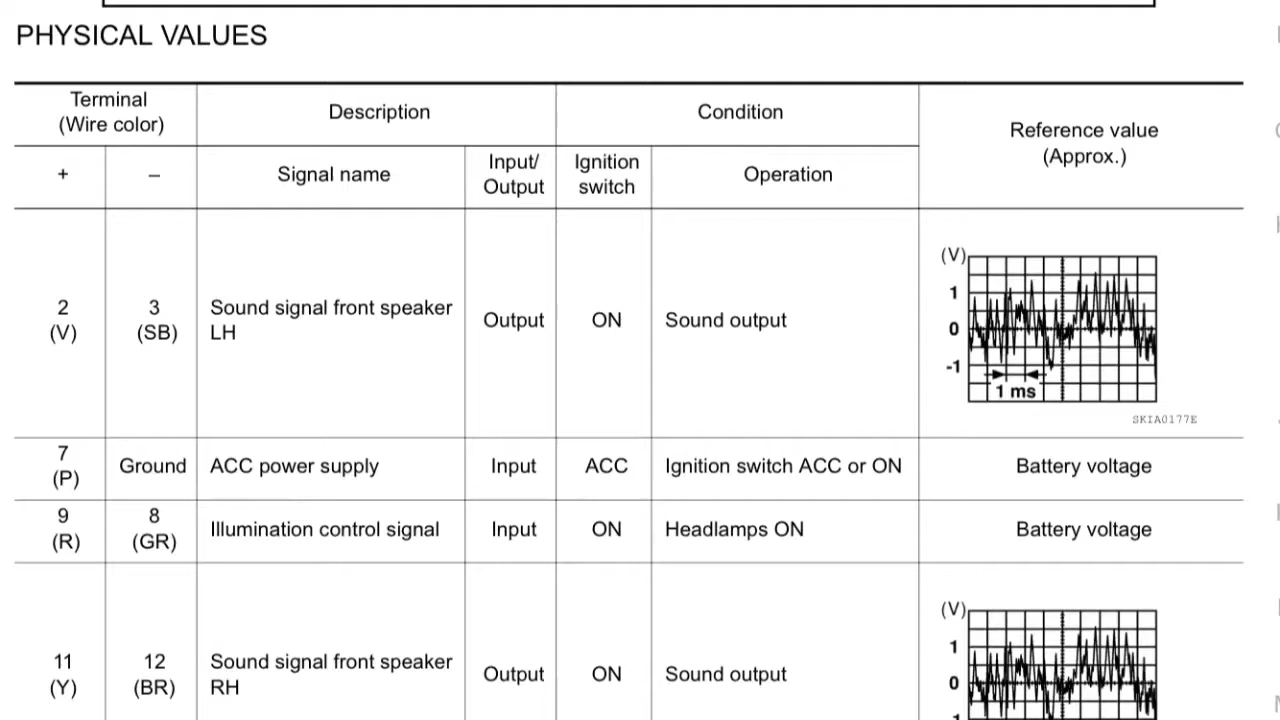 PHYSICAL VALUES
Terminal
(Wire color)
Description
Condition
Reference value
(Approx.)
+
–
Signal name
Input/
Output
Ignition
switch
Operation
2
(V)
3
(SB)
Sound signal front speaker
LH
Output
ON
Sound output
(V)
1
0
-1
1 ms
SKIA0177E
7
(P)
Ground
ACC power supply
Input
ACC
Ignition switch ACC or ON
Battery voltage
9
(R)
8
(GR)
Illumination control signal
Input
ON
Headlamps ON
Battery voltage
11
(Y)
12
(BR)
Sound signal front speaker
RH
Output
ON
Sound output
(V)
1
0